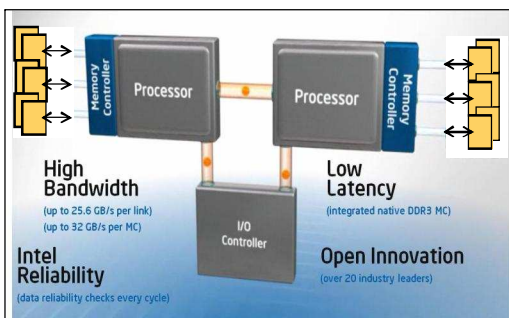 Memory
Controller
Processor
Processor
Memory
Controller
High
Bandwidth
(up to 25.6 GB/s per link)
(up to 32 GB/s per MC)
Low
Latency
(integrated native DDR3 MC)
I/O
Controller
Intel
Reliability
(data reliability checks every cycle)
Open Innovation
(over 20 industry leaders)